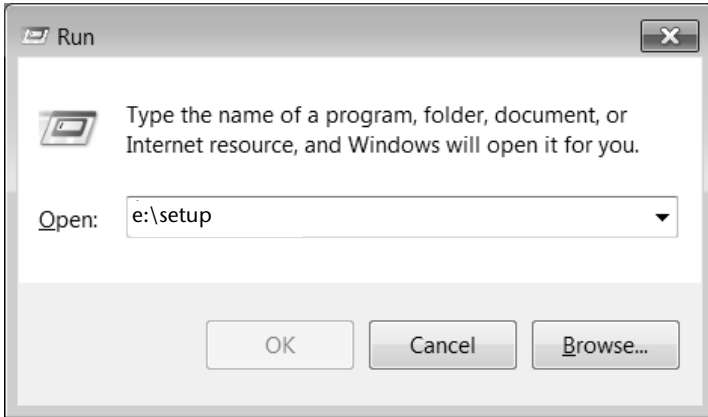 Run
Type the name of a program, folder, document, or
Internet resource, and Windows will open it for you.
Open: e:\setup
OK Cancel Browse...